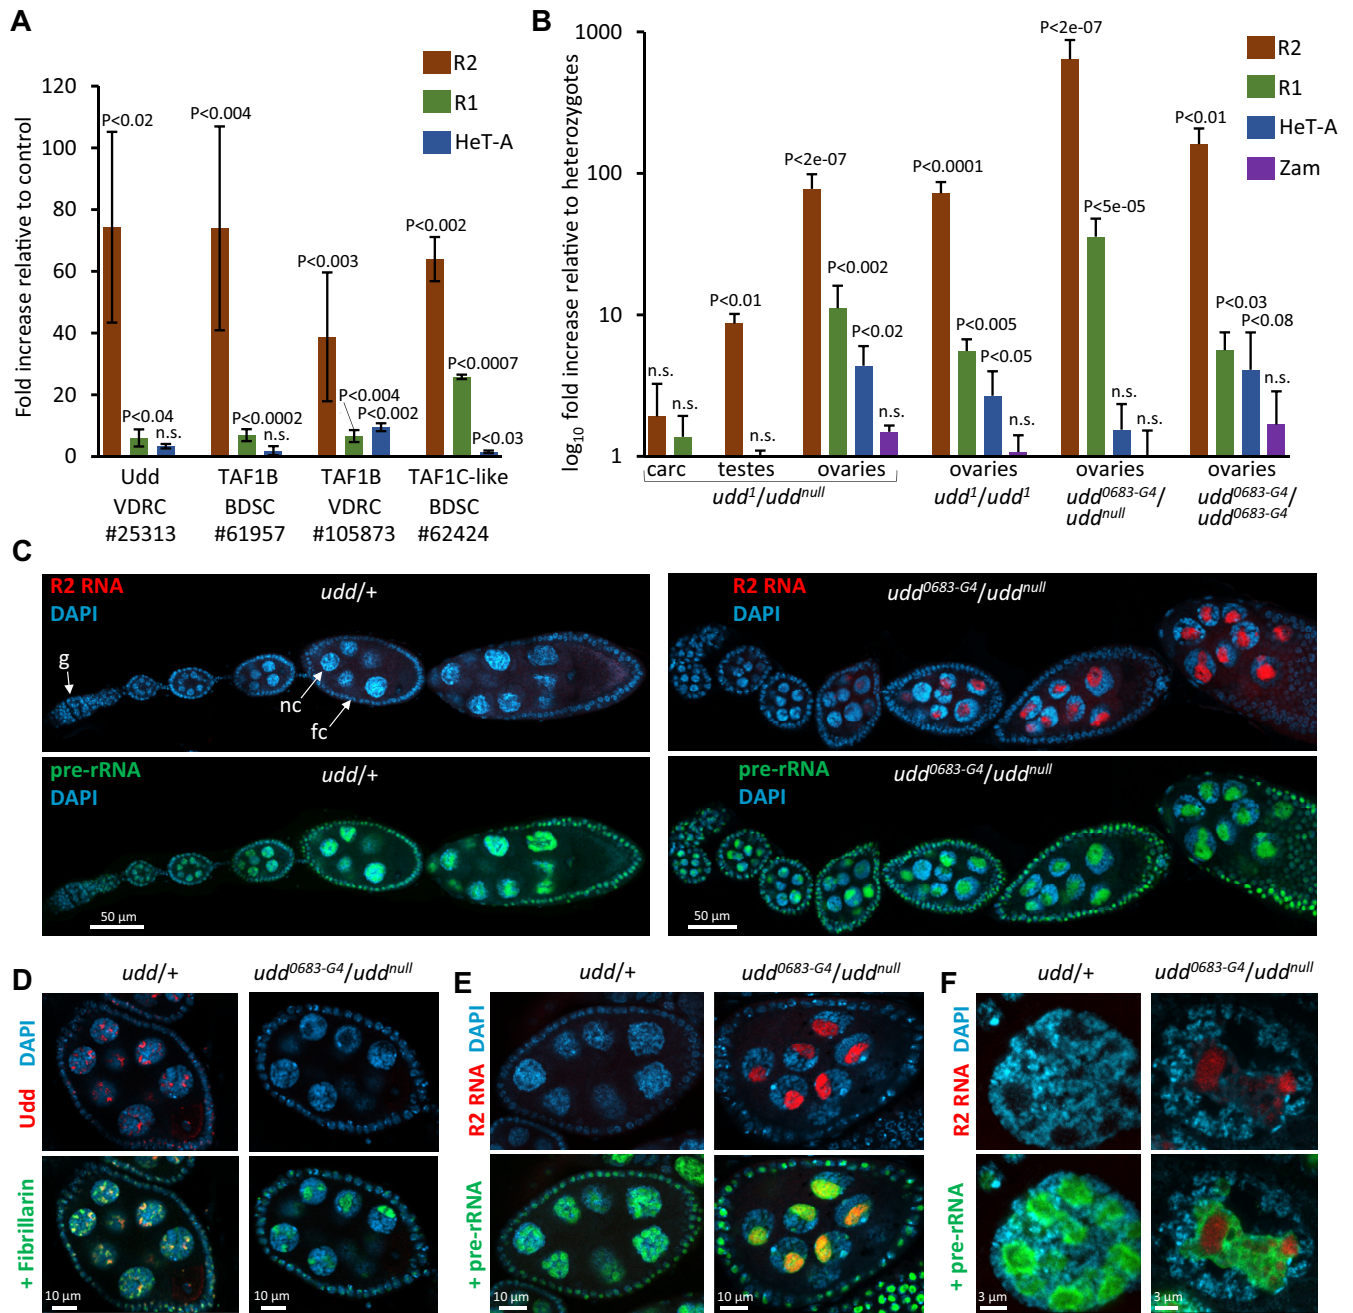 A
Fold increase relative to control
120
100
80
60
40
20
0
R2
R1
HeT-A
P<0.02
P<0.04
n.s.
P<0.004
P<0.0002
n.s.
P<0.003
P<0.004
P<0.002
P<0.002
P<0.0007
P<0.03
Udd
VDRC
#25313
TAF1B
BDSC
#61957
TAF1B
VDRC
#105873
TAF1C-like
BDSC
#62424
B
log10 fold increase relative to heterozygotes
1000
100
10
1
R2
R1
HeT-A
Zam
n.s.
n.s.
P<0.01
n.s.
P<2e-07
P<0.002
P<0.02
P<0.0001
P<0.005
P<0.05
P<2e-07
P<5e-05
n.s.
n.s.
P<0.01
P<0.03
P<0.08
n.s.
carc
testes
ovaries
udd1/uddnull
ovaries
udd1/udd1
ovaries
udd0683-G4/
uddnull
ovaries
udd0683-G4/
udd0683-G4
C
R2 RNA
DAPI
udd/+
g
nc
fc
R2 RNA
DAPI
udd0683-G4/uddnull
pre-rRNA
DAPI
udd/+
50 µm
pre-rRNA
DAPI
udd0683-G4/uddnull
50 µm
D
udd/+
udd0683-G4/uddnull
Udd DAPI
+ Fibrillarin
10 µm
10 µm
E
udd/+
udd0683-G4/uddnull
R2 RNA DAPI
+ pre-rRNA
10 µm
10 µm
F
udd/+
udd0683-G4/uddnull
R2 RNA DAPI
+ pre-rRNA
3 µm
3 µm